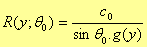 R(y;θ₀) = c₀ / (sin θ₀.g(y))